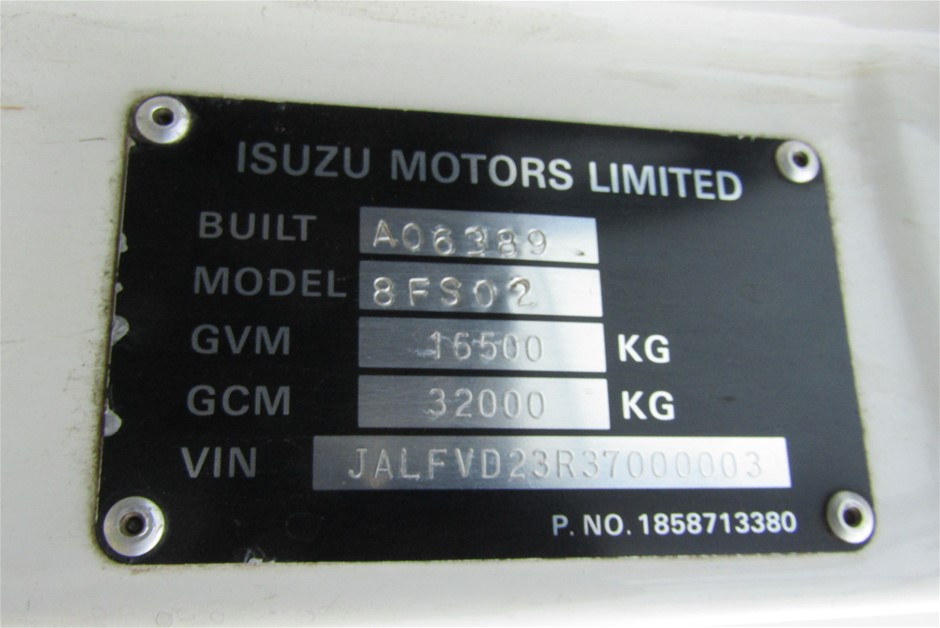 ISUZU MOTORS LIMITED
BUILT A06389
MODEL 8FS02
GVM 16500 KG
GCM 32000 KG
VIN JALFVD23R37000003
P. NO. 1858713380